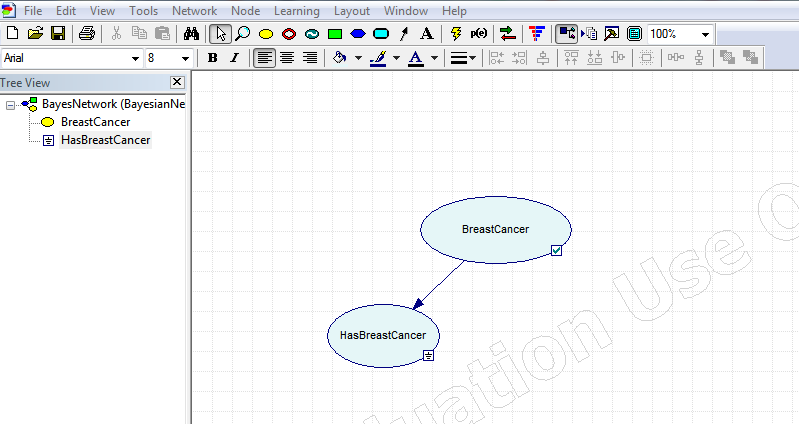 File Edit View Tools Network Node Learning Layout Window Help
A p(e) 100%
Arial 8 B I A
Tree View
BayesNetwork (BayesianNe
BreastCancer
HasBreastCancer
BreastCancer
HasBreastCancer
uation Use O